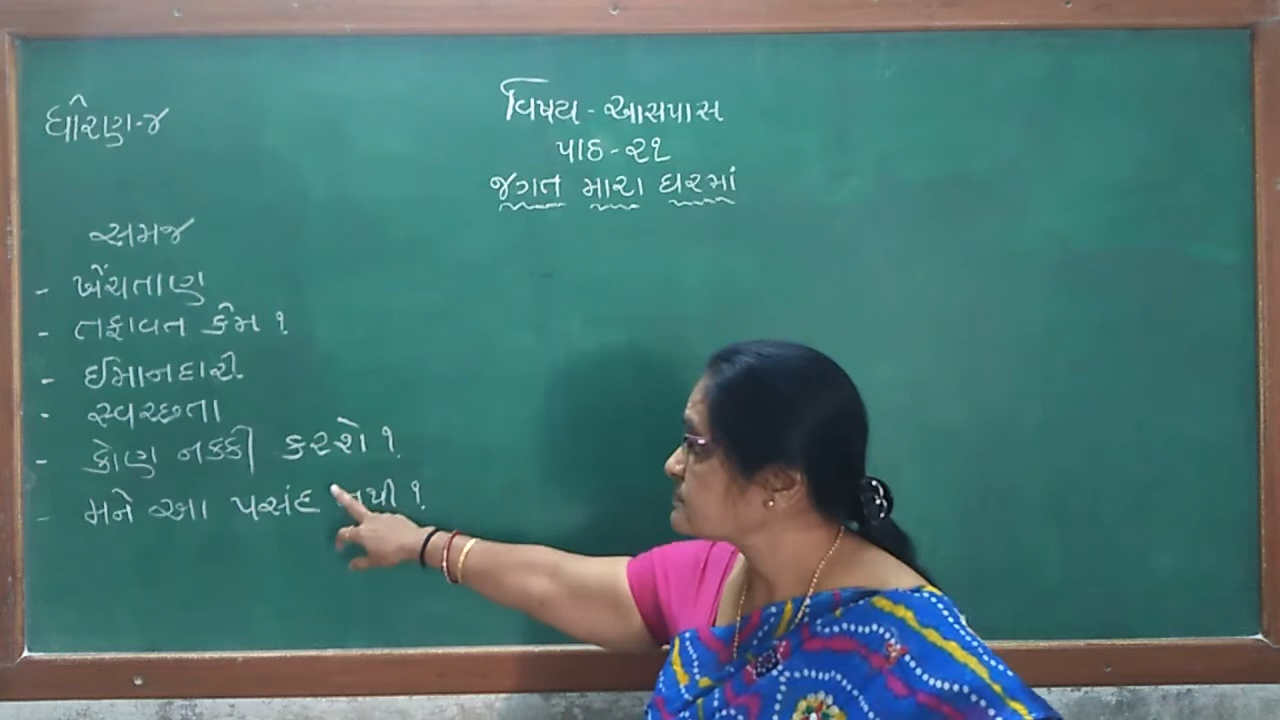 વિષય - આસપાસ
પાઠ - ૨૧
જગત મારા ઘરમાં
ધોરણ-૪
સમજ
- ખેંચતાણ
- તફાવત કેમ ?
- ઈમાનદારી
- સ્વચ્છતા
- કોણ નક્કી કરશે ?
- મને આ પસંદ નથી ?